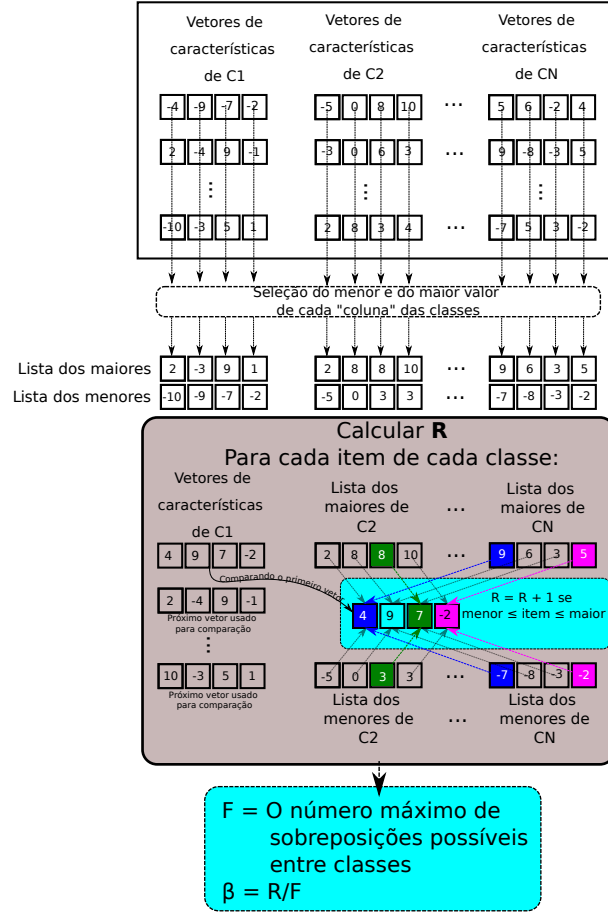 Vetores de
característifcas
de C1
Vetores de
características
de C2
Vetores de
características
de CN
-4 -9 -7 -2 -5 0 8 10 ... 5 6 -2 4
2 -4 9 -1 -3 0 6 3 ... 9 -8 -3 5
... ... ...
-10 -3 5 1 2 8 3 4 ... -7 5 3 -2
Seleção do menor e do maior valor
de cada "coluna" das classes
Lista dos maiores 2 -3 9 1 2 8 8 10 ... 9 6 3 5
Lista dos menores -10 -9 -7 -2 -5 0 3 3 ... -7 -8 -3 -2
Calcular R
Para cada item de cada classe:
Vetores de
característifcas
de C1
Lista dos
maiores de
C2
...
Lista dos
maiores de
CN
4 9 7 -2 2 8 8 10 ... 9 6 3 5
Comparando o primeiro vetor
R = R + 1 se
menor ≤ item ≤ maior
4 9 7 -2
2 -4 9 -1
Próximo vetor usado
para comparação
...
10 -3 5 1 -5 0 3 3 ... -7 -8 -3 -2
Próximo vetor usado
para comparação
Lista dos
menores de
C2
...
Lista dos
menores de
CN
F = O número máximo de
sobreposições possíveis
entre classes
β = R/F